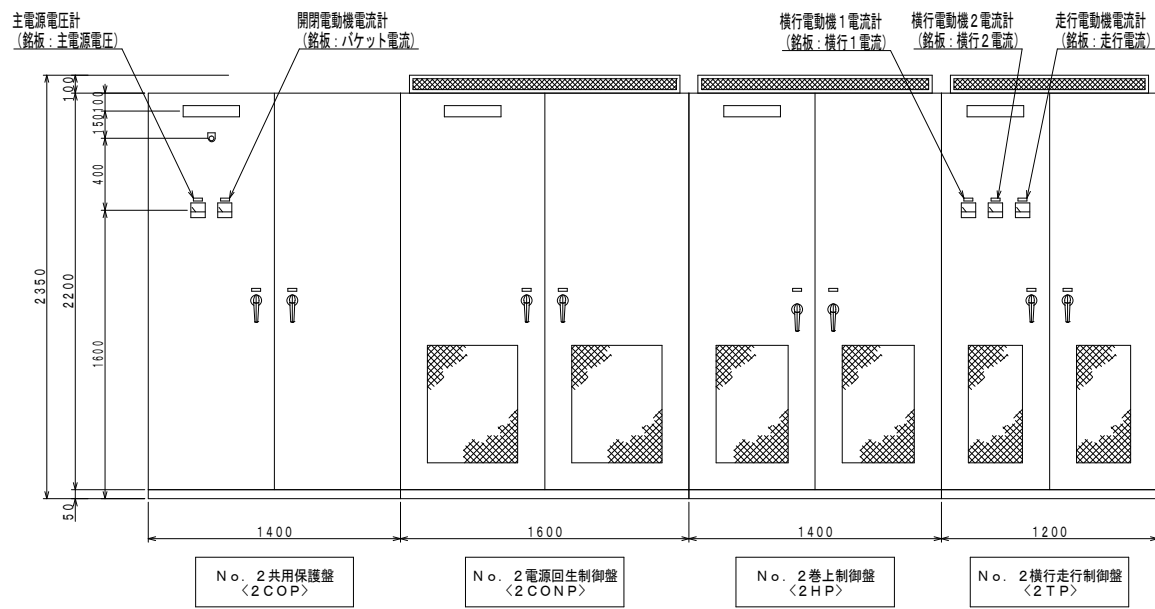 主電源電圧計
(銘板:主電源電圧)
開閉電動機電流計
(銘板:バケット電流)
横行電動機1電流計
(銘板:横行1電流)
横行電動機2電流計
(銘板:横行2電流)
走行電動機電流計
(銘板:走行電流)
100
100
150
400
1600
2200
2350
50
1400
1600
1400
1200
No. 2共用保護盤
<2COP>
No. 2電源回生制御盤
<2CONP>
No. 2巻上制御盤
<2HP>
No. 2横行走行制御盤
<2TP>